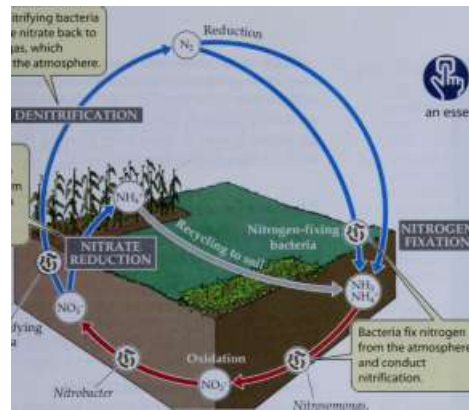 itrifying bacteria
e nitrate back to
gas, which
the atmosphere.
DENITRIFICATION
N₂
Reduction
an esse
NH₄
m
NITRATE
REDUCTION
Recycling to soil
Nitrogen-fixing
bacteria
NITROGEN
FIXATION
NH₃
NH₄⁺
NO₃⁻
fying
a
Oxidation
NO₂⁻
Nitrobacter
Nitrosomonas,
Bacteria fix nitrogen
from the atmosphere
and conduct
nitrification.